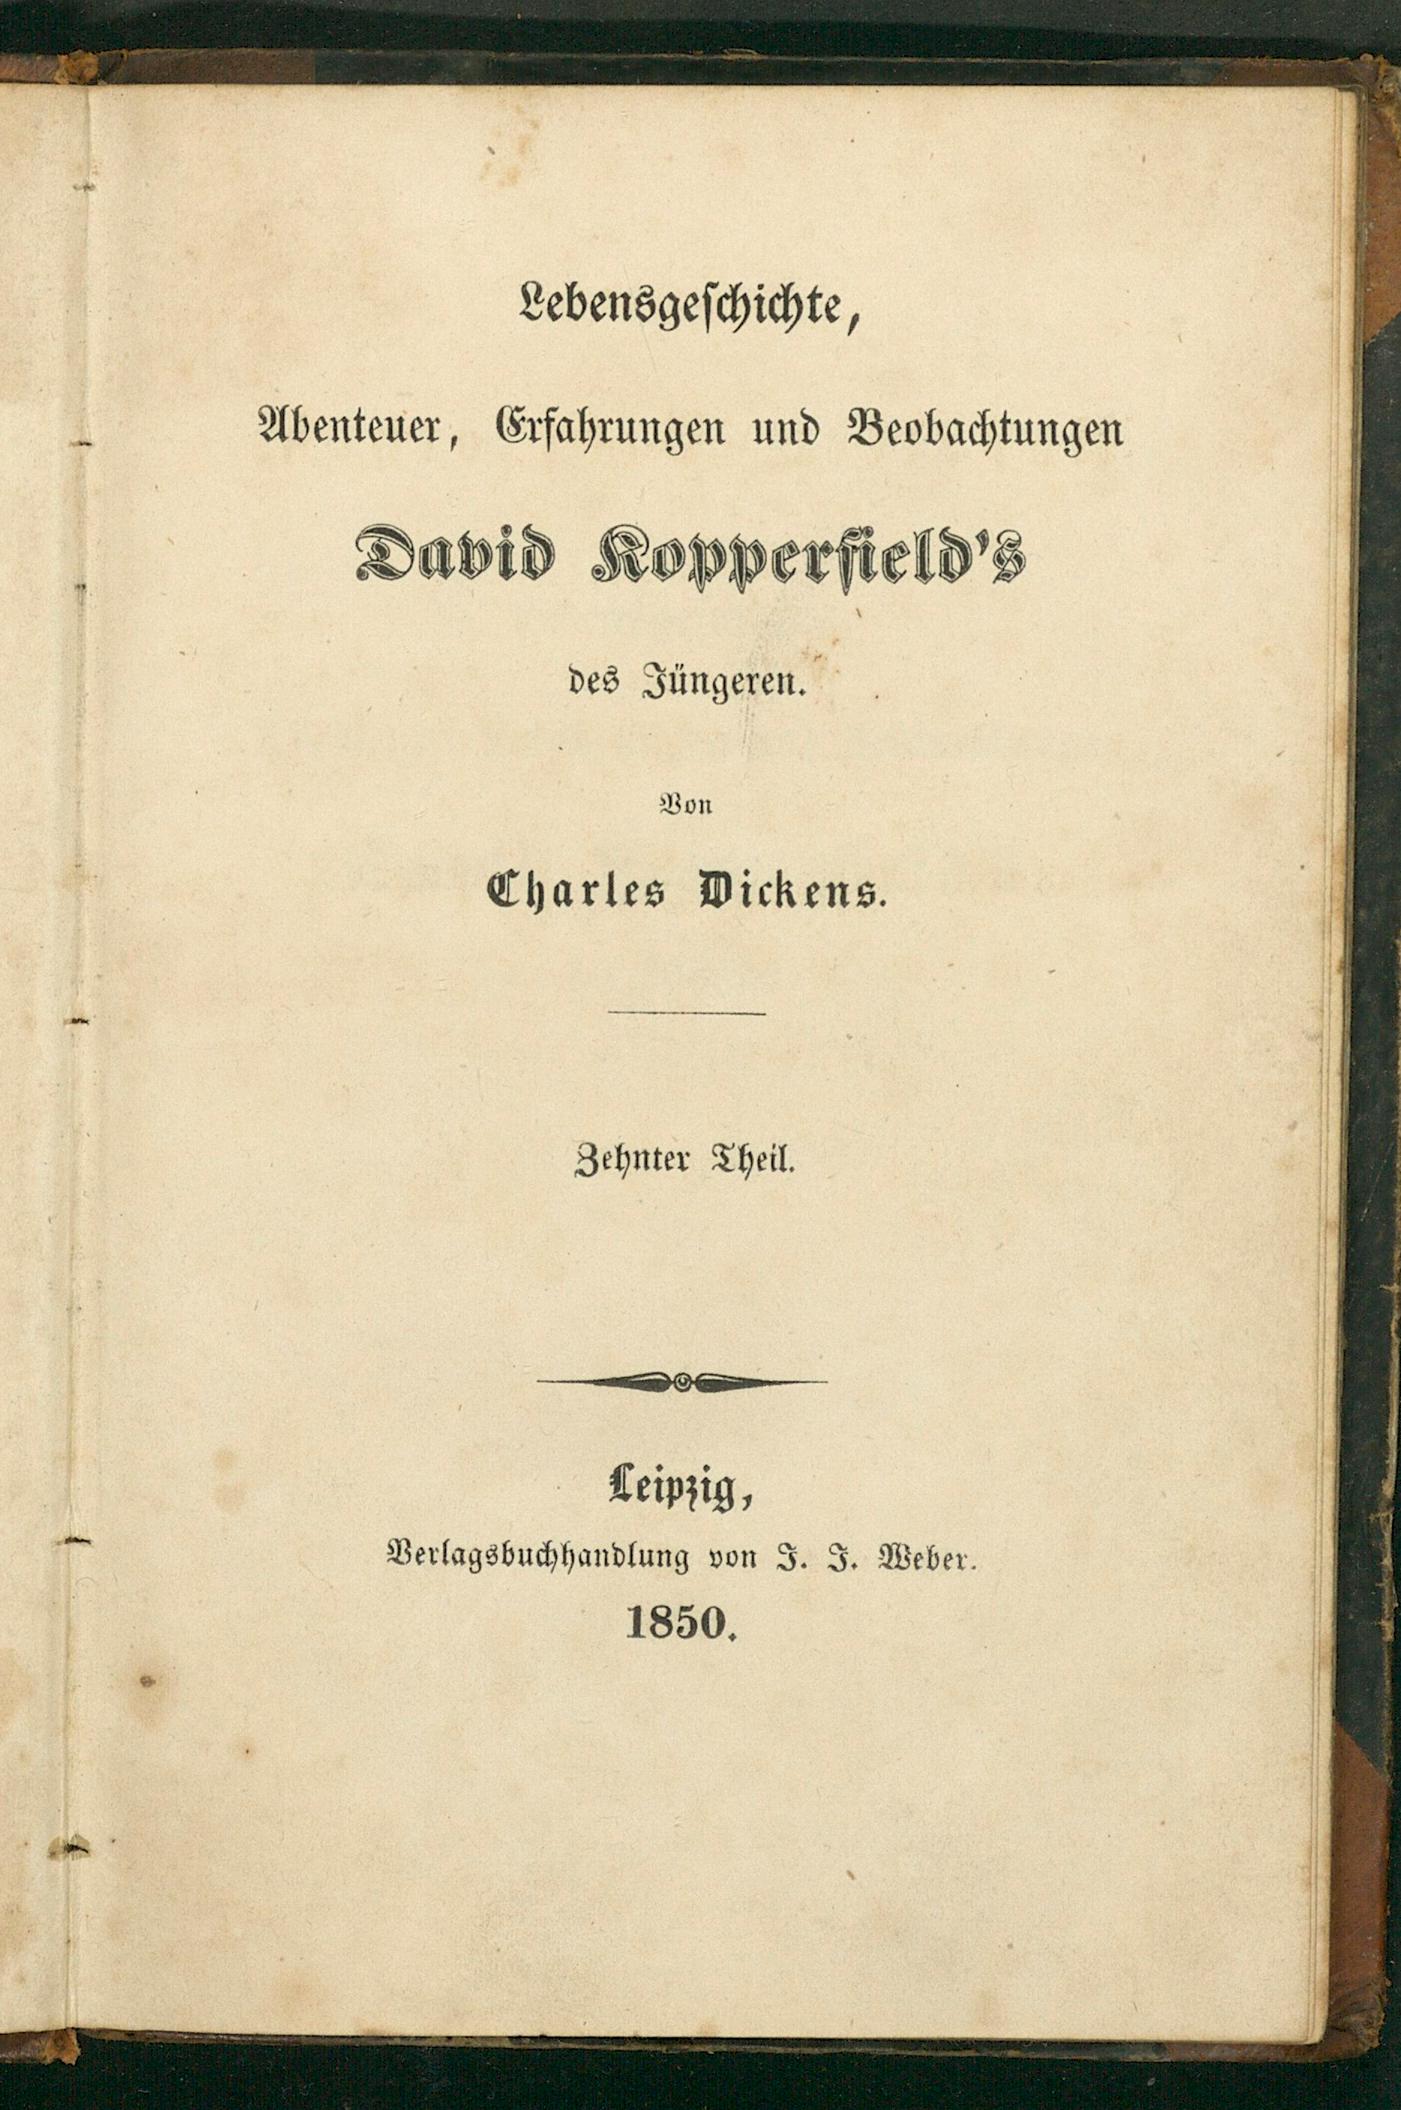 Lebensgeschichte,
Abenteuer, Erfahrungen und Beobachtungen
David Kopperfield's
des Jüngeren.
Von
Charles Dickens.
Zehnter Theil.
Leipzig,
Verlagsbuchhandlung von J. J. Weber.
1850.